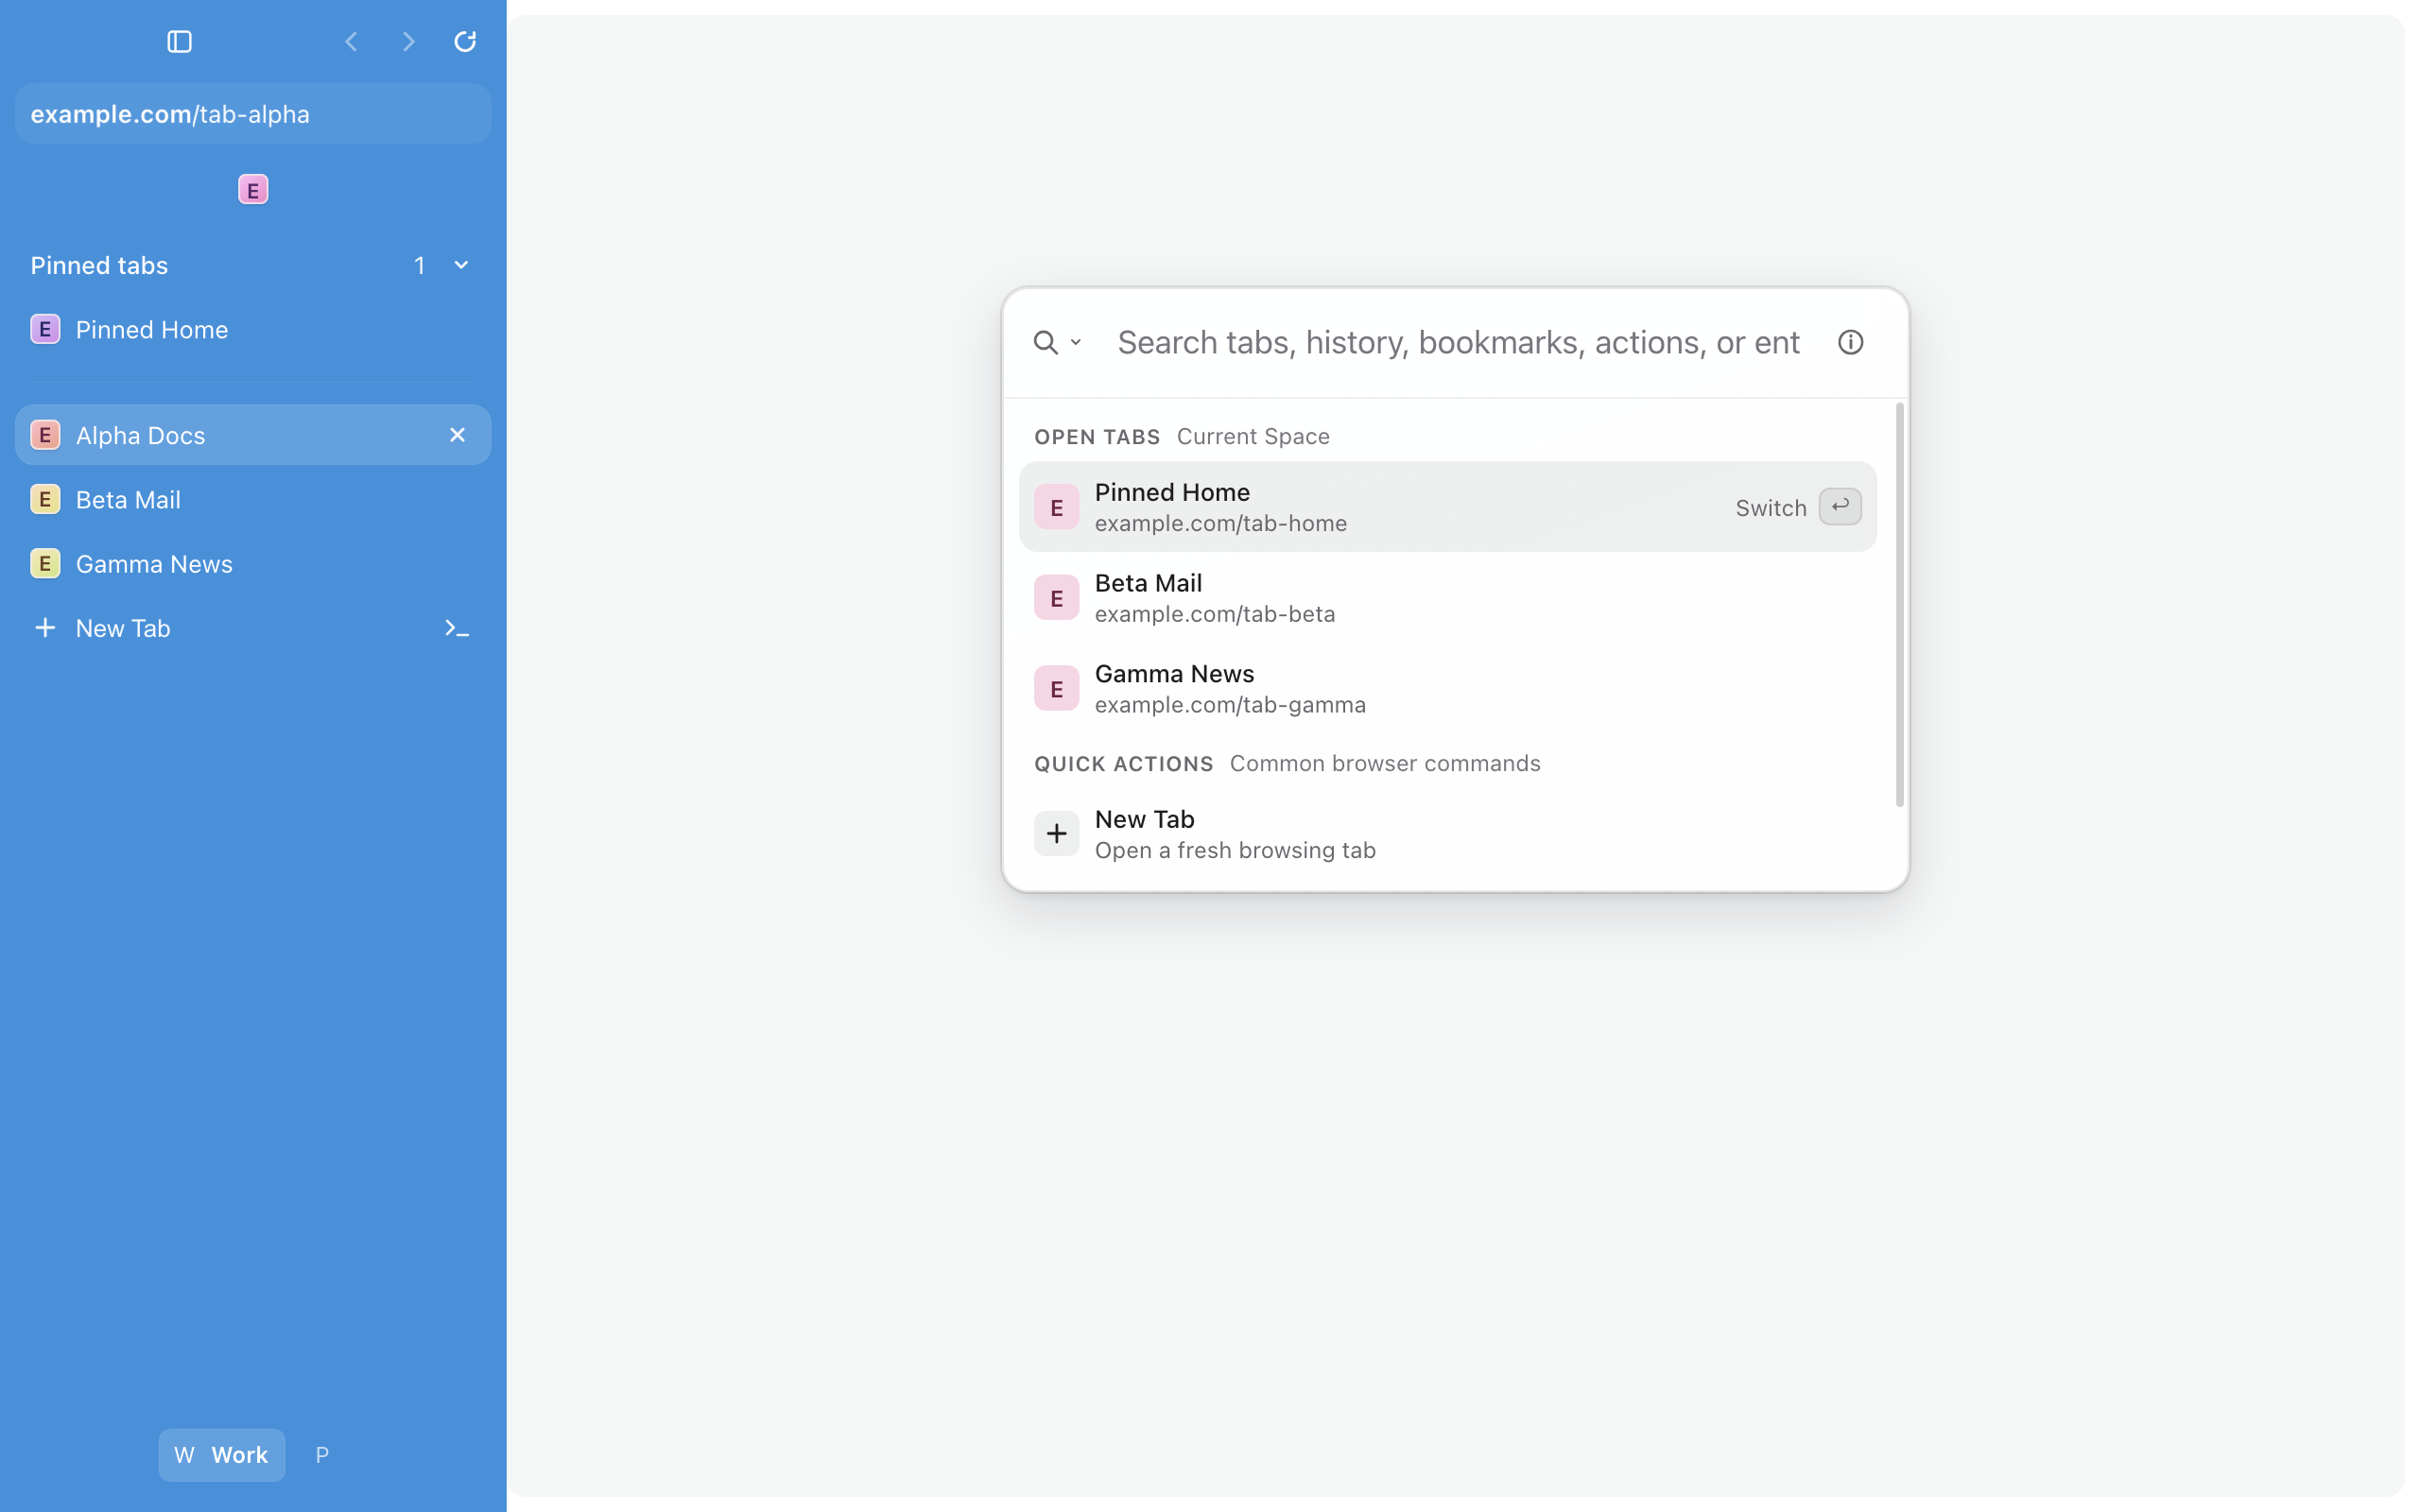 example.com/tab-alpha
E
Pinned tabs 1
E Pinned Home
E Alpha Docs
E Beta Mail
E Gamma News
New Tab
W Work P
Search tabs, history, bookmarks, actions, or ent
OPEN TABS Current Space
E Pinned Home
example.com/tab-home
Switch
E Beta Mail
example.com/tab-beta
E Gamma News
example.com/tab-gamma
QUICK ACTIONS Common browser commands
New Tab
Open a fresh browsing tab